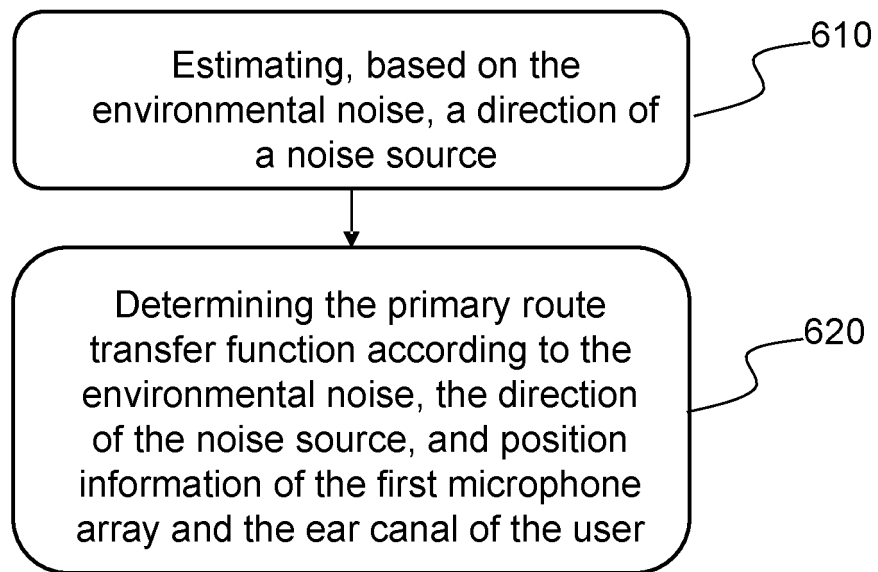 610
Estimating, based on the
environmental noise, a direction of
a noise source
620
Determining the primary route
transfer function according to the
environmental noise, the direction
of the noise source, and position
information of the first microphone
array and the ear canal of the user